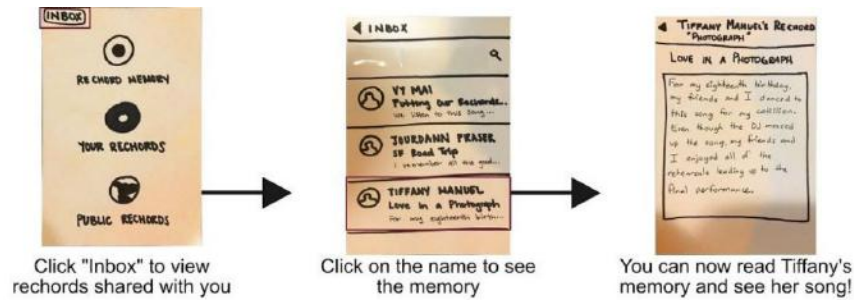 INBOX
RECHORD MEMORY
YOUR RECHORDS
PUBLIC RECHORDS
Click "Inbox" to view
rechords shared with you
INBOX
VY MAI
Putting Our Rechords...
We listen to this song...
JOURDANN FRASER
SF Road Trip
I remember all the good...
TIFFANY MANUEL
Love in a Photograph
For my eighteenth birth...
Click on the name to see
the memory
TIFFANY MANUEL'S RECHORD
"PHOTOGRAPH"
LOVE IN A PHOTOGRAPH
For my eighteenth birthday,
my friends and I danced to
this song for my cotillion.
Even though the DJ messed
up the song, my friends and
I enjoyed all of the
rehearsals leading up to the
final performance.
You can now read Tiffany's
memory and see her song!